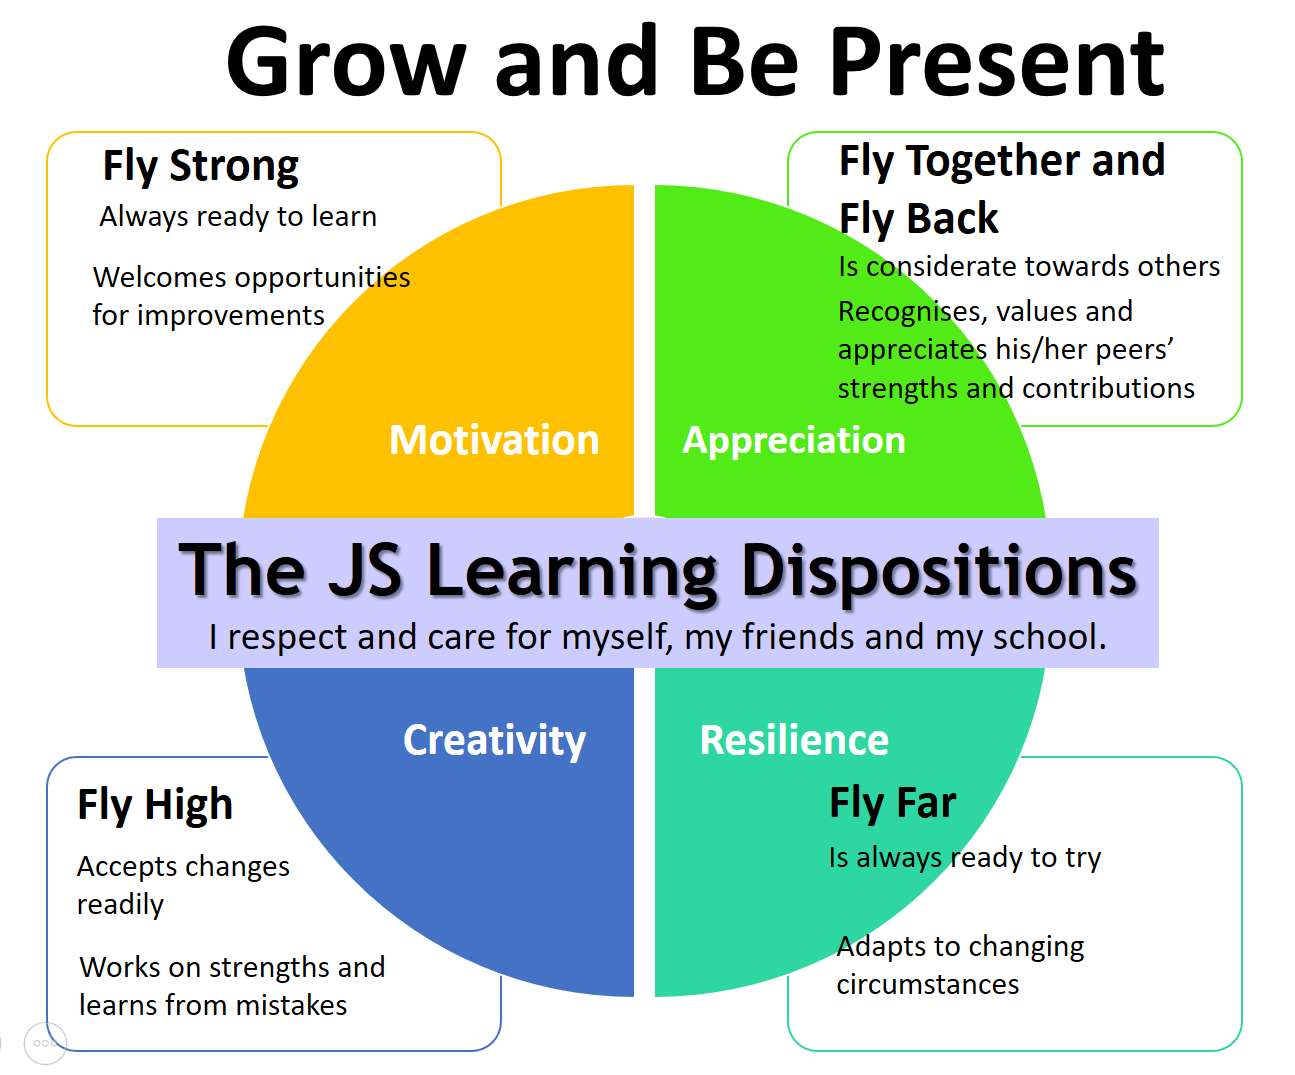 Grow and Be Present
Fly Strong
Always ready to learn
Welcomes opportunities
for improvements
Motivation
Fly Together and
Fly Back
Is considerate towards others
Recognises, values and
appreciates his/her peers’
strengths and contributions
Appreciation
The JS Learning Dispositions
I respect and care for myself, my friends and my school.
Creativity
Fly High
Accepts changes
readily
Works on strengths and
learns from mistakes
Resilience
Fly Far
Is always ready to try
Adapts to changing
circumstances